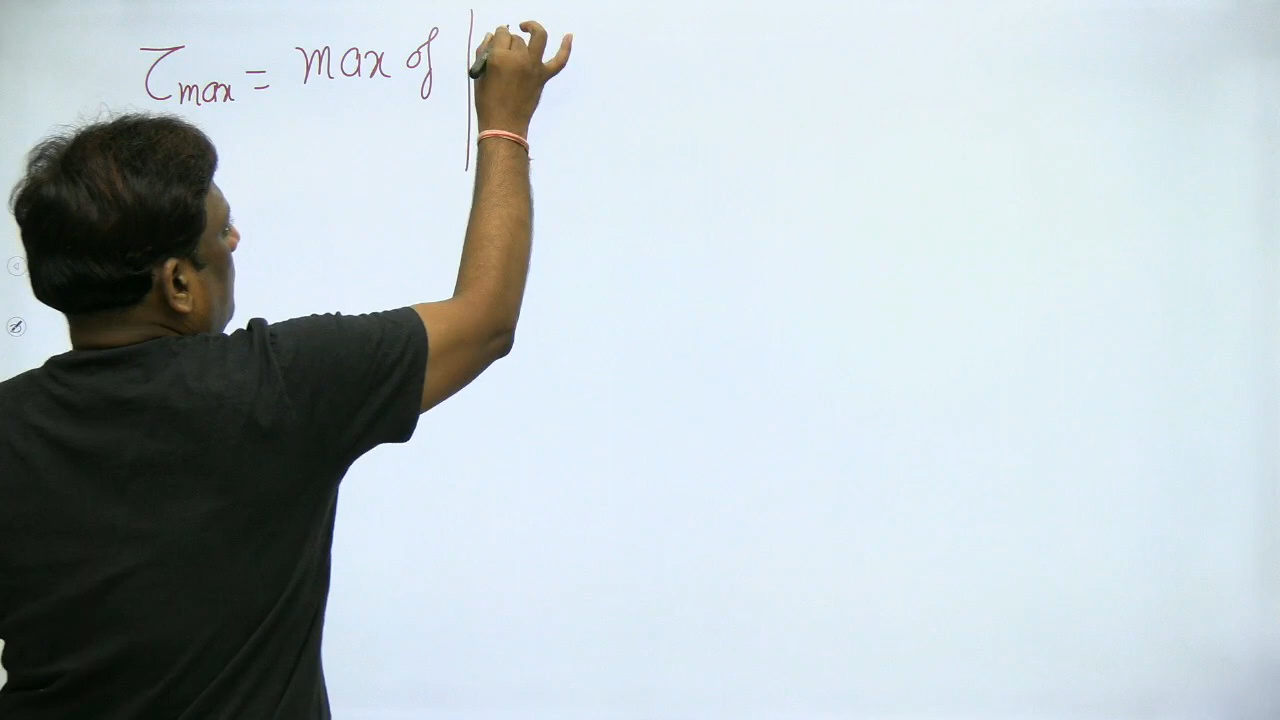 τmax = max of |